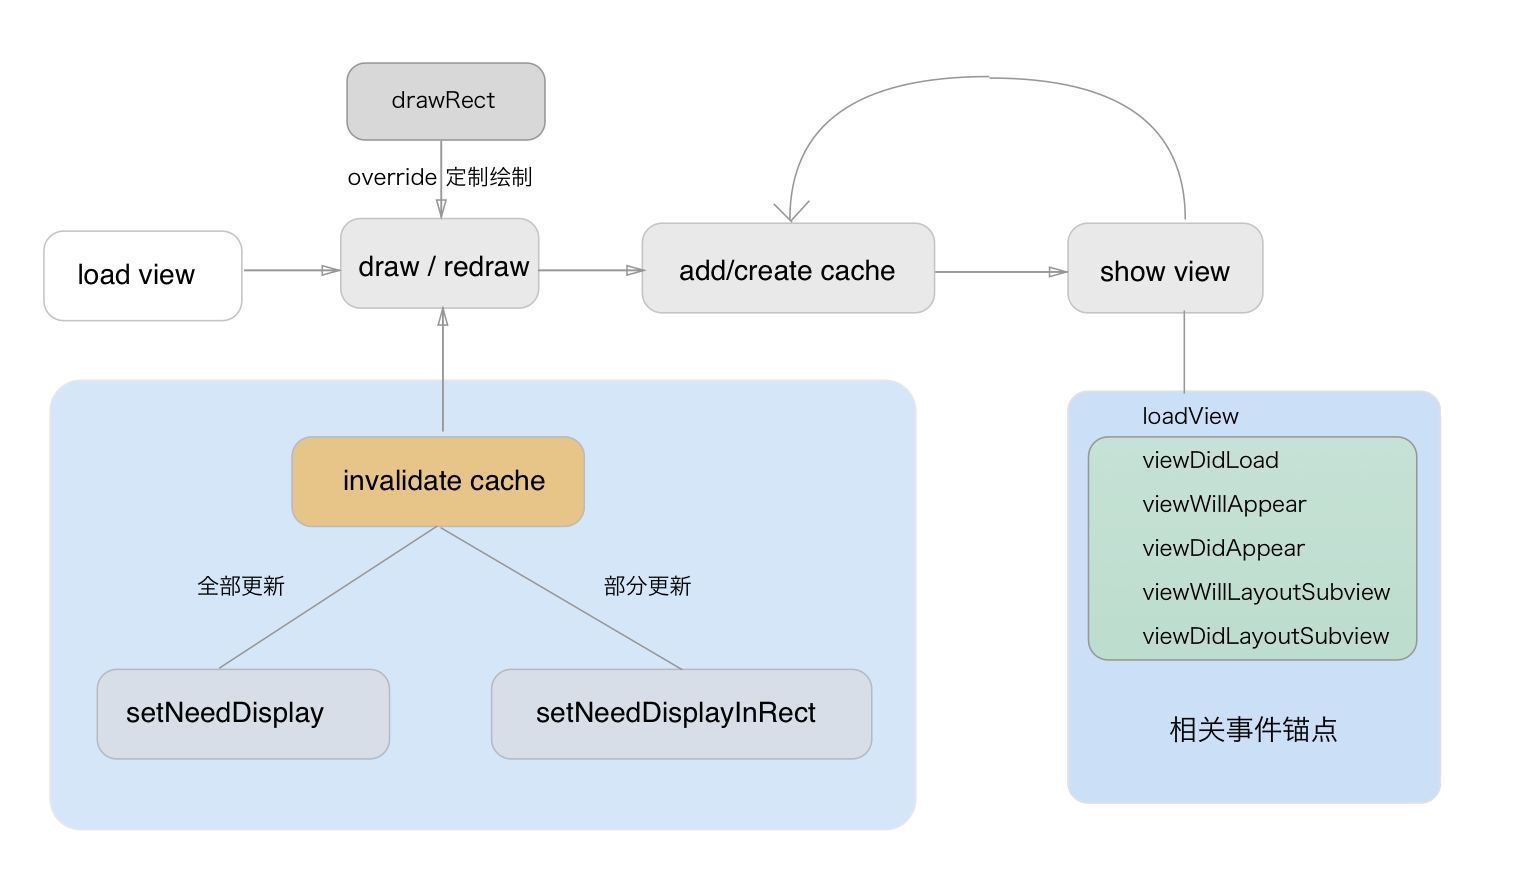 drawRect
override 定制绘制
load view
draw / redraw
add/create cache
show view
invalidate cache
全部更新
部分更新
setNeedDisplay
setNeedDisplayInRect
loadView
viewDidLoad
viewWillAppear
viewDidAppear
viewWillLayoutSubview
viewDidLayoutSubview
相关事件锚点